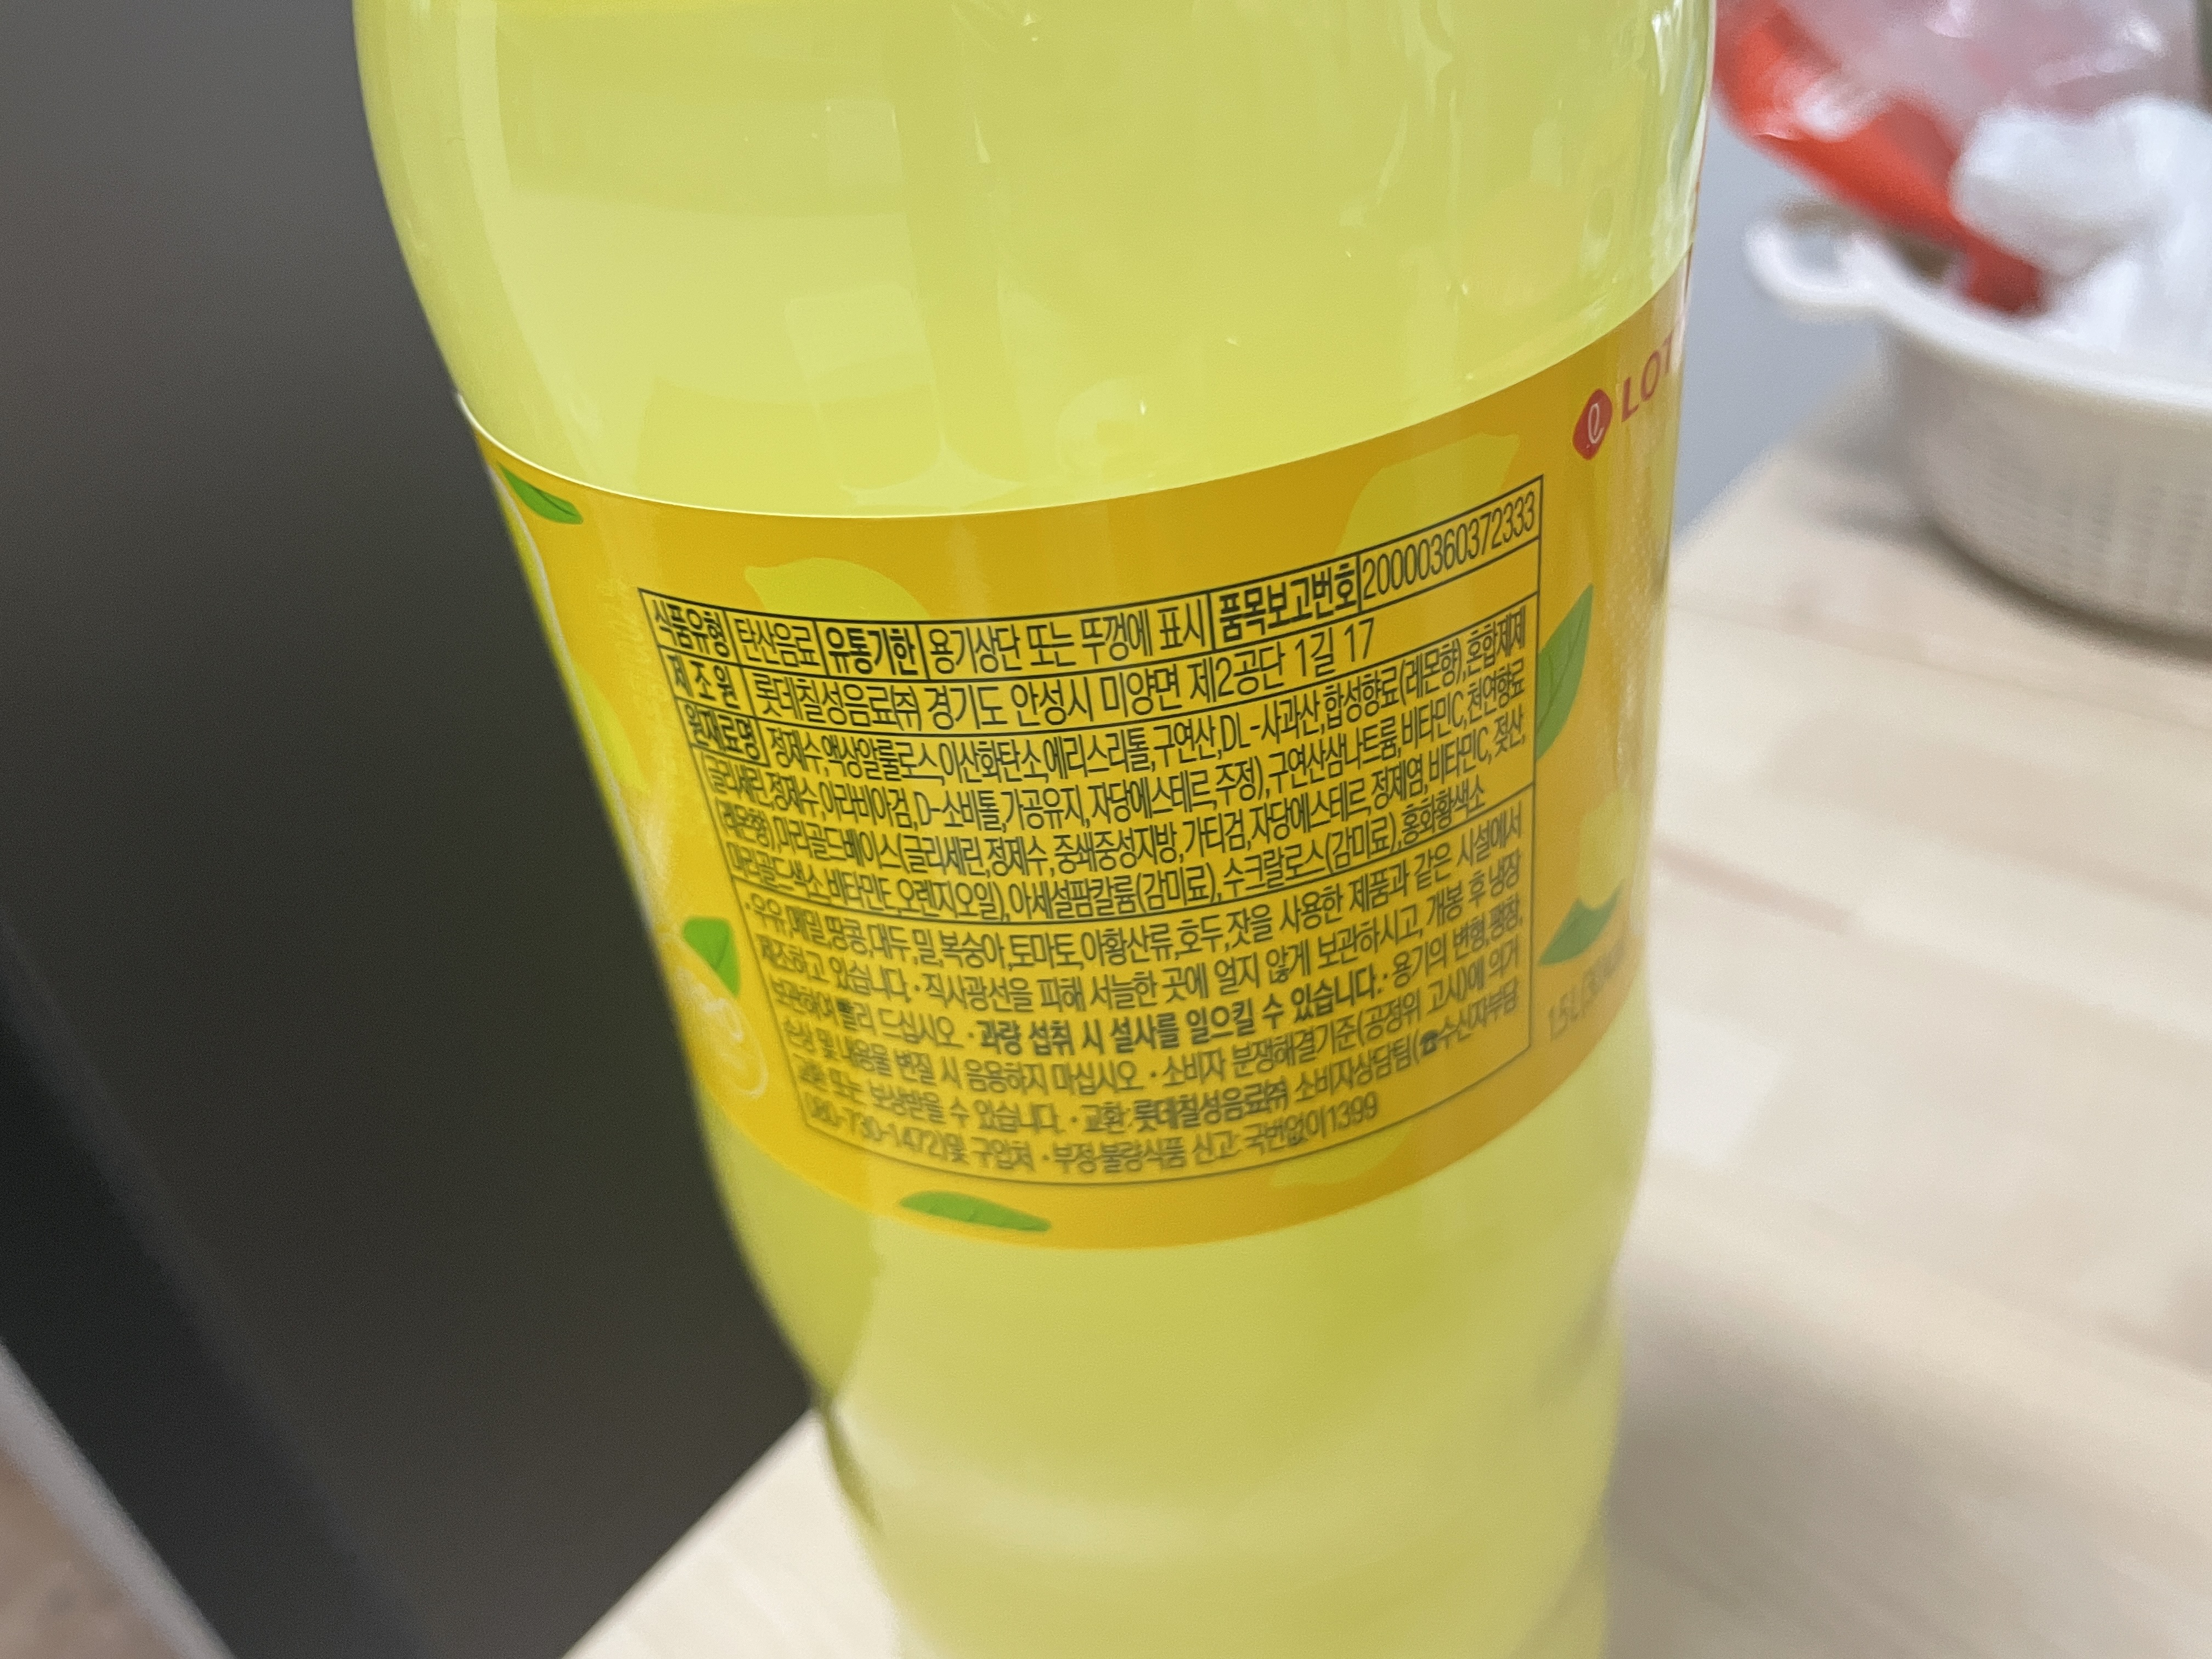 LOT
식품유형 탄산음료 유통기한 용기상단 또는 뚜껑에 표시 품목보고번호 20000360372333
제조원 롯데칠성음료㈜ 경기도 안성시 미양면 제2공단 1길 17
원재료명 정제수,액상알룰로스,이산화탄소,에리스리톨,구연산,DL-사과산,합성향료(레몬향),혼합제제
(글리세린,정제수,아라비아검,D-소비톨,가공유지,자당에스테르,주정),구연산삼나트륨,비타민C,천연향료
(레몬향),마리골드베이스(글리세린,정제수,중쇄중성지방,가티검,자당에스테르,정제염,비타민C,젖산,
마리골드색소,비타민E,오렌지오일),아세설팜칼륨(감미료),수크랄로스(감미료),홍화황색소
·우유,메밀,땅콩,대두,밀,복숭아,토마토,아황산류,호두,잣을 사용한 제품과 같은 시설에서
제조하고 있습니다.·직사광선을 피해 서늘한 곳에 얼지 않게 보관하시고, 개봉 후 냉장
보관하여 빨리 드십시오.·과량 섭취 시 설사를 일으킬 수 있습니다.·용기의 변형,팽창,
손상 및 내용물 변질 시 음용하지 마십시오.·소비자 분쟁해결기준(공정위 고시)에 의거
교환 또는 보상받을 수 있습니다.·교환:롯데칠성음료㈜ 소비자상담팀(☎수신자부담
080-730-1472)및 구입처 ·부정·불량식품 신고:국번없이1399
1.5L